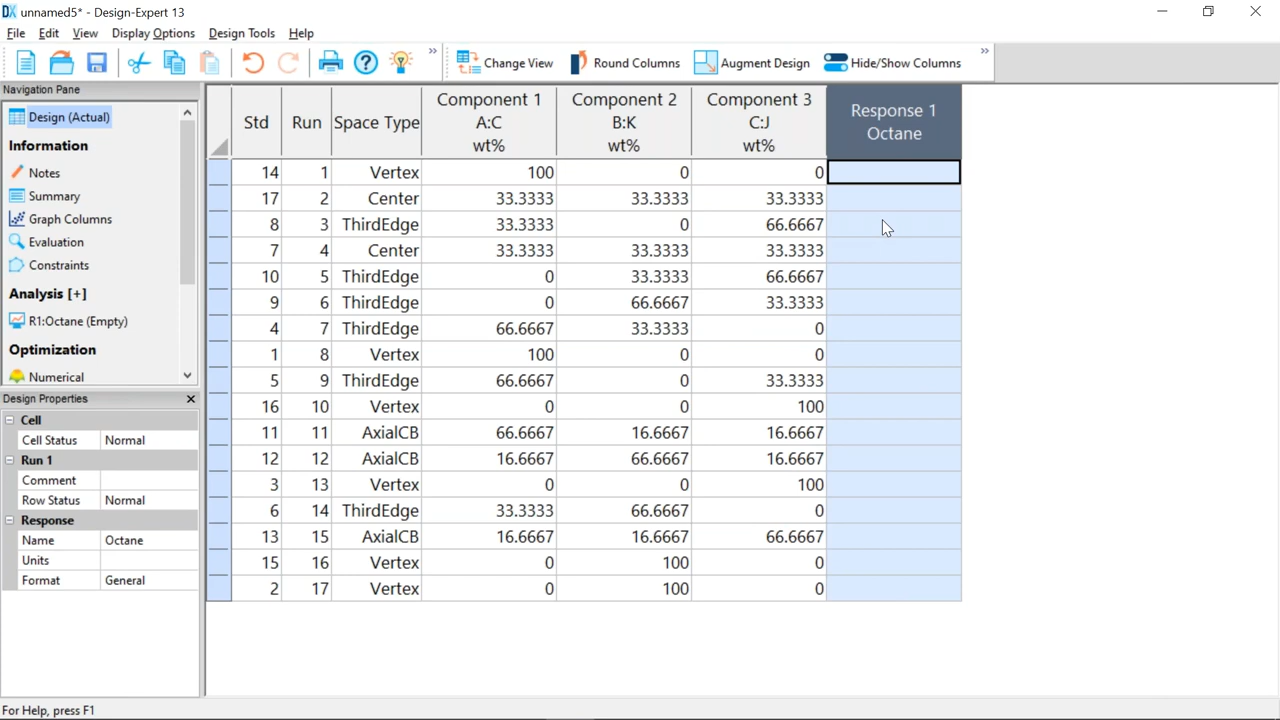 DX unnamed5* - Design-Expert 13
File Edit View Display Options Design Tools Help
» Change View Round Columns Augment Design Hide/Show Columns »
Navigation Pane
Design (Actual)
Information
Notes
Summary
Graph Columns
Evaluation
Constraints
Analysis [+]
R1:Octane (Empty)
Optimization
Numerical
Design Properties
Cell
Cell Status Normal
Run 1
Comment
Row Status Normal
Response
Name Octane
Units
Format General
Std Run Space Type Component 1 A:C wt% Component 2 B:K wt% Component 3 C:J wt% Response 1 Octane
14 1 Vertex 100 0 0
17 2 Center 33.3333 33.3333 33.3333
8 3 ThirdEdge 33.3333 0 66.6667
7 4 Center 33.3333 33.3333 33.3333
10 5 ThirdEdge 0 33.3333 66.6667
9 6 ThirdEdge 0 66.6667 33.3333
4 7 ThirdEdge 66.6667 33.3333 0
1 8 Vertex 100 0 0
5 9 ThirdEdge 66.6667 0 33.3333
16 10 Vertex 0 0 100
11 11 AxialCB 66.6667 16.6667 16.6667
12 12 AxialCB 16.6667 66.6667 16.6667
3 13 Vertex 0 0 100
6 14 ThirdEdge 33.3333 66.6667 0
13 15 AxialCB 16.6667 16.6667 66.6667
15 16 Vertex 0 100 0
2 17 Vertex 0 100 0
For Help, press F1